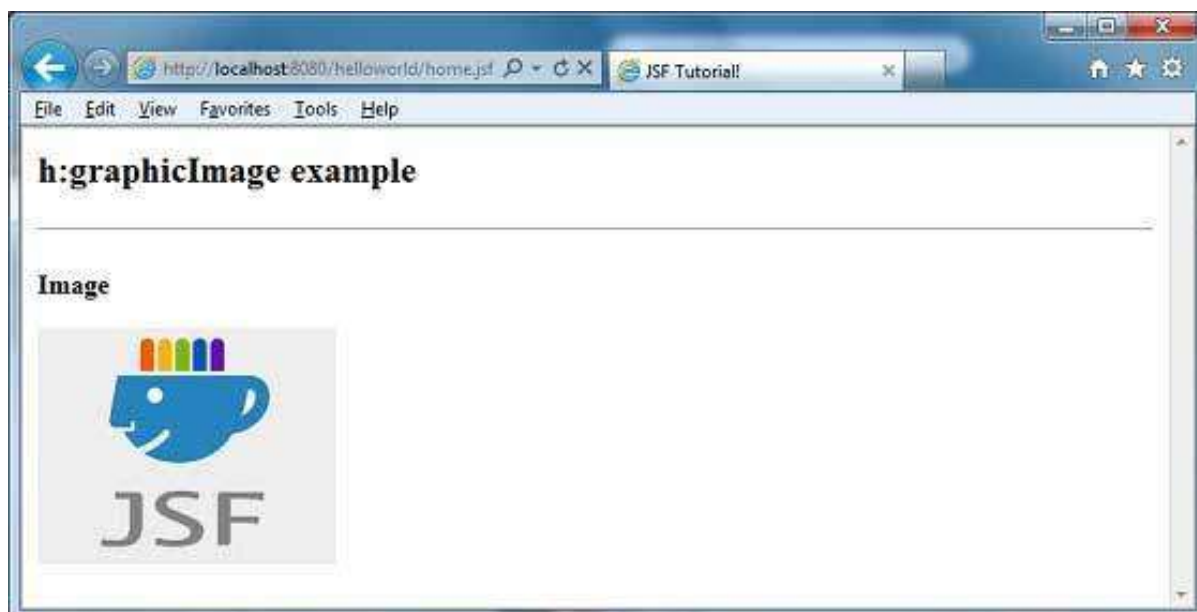 http://localhost:8080/helloworld/home.jsf
JSF Tutorial!
File Edit View Favorites Tools Help
h:graphicImage example
Image
JSF